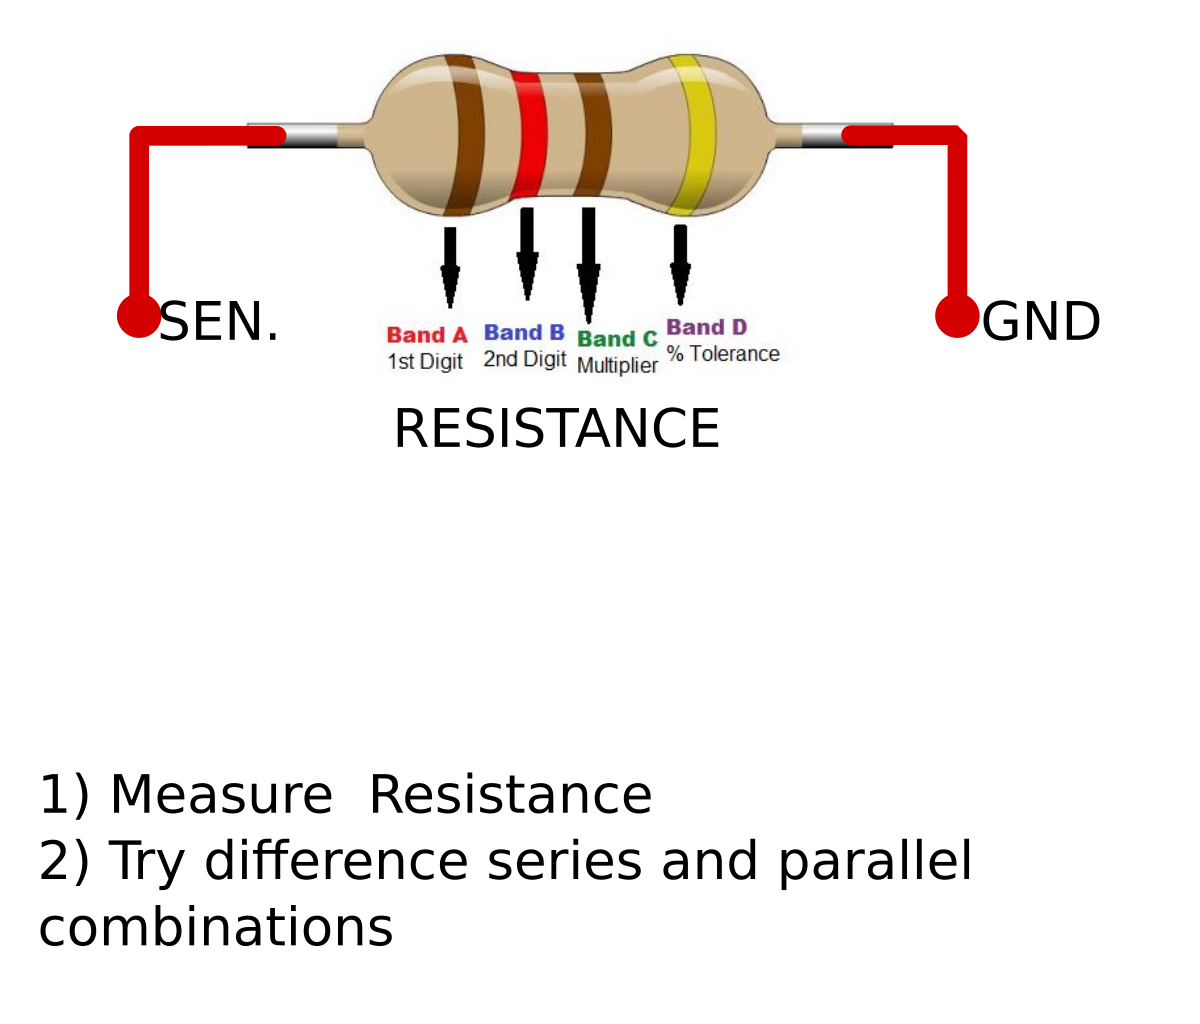 SEN.
GND
Band A
1st Digit
Band B
2nd Digit
Band C
Multiplier
Band D
% Tolerance
RESISTANCE
1) Measure  Resistance
2) Try difference series and parallel
combinations